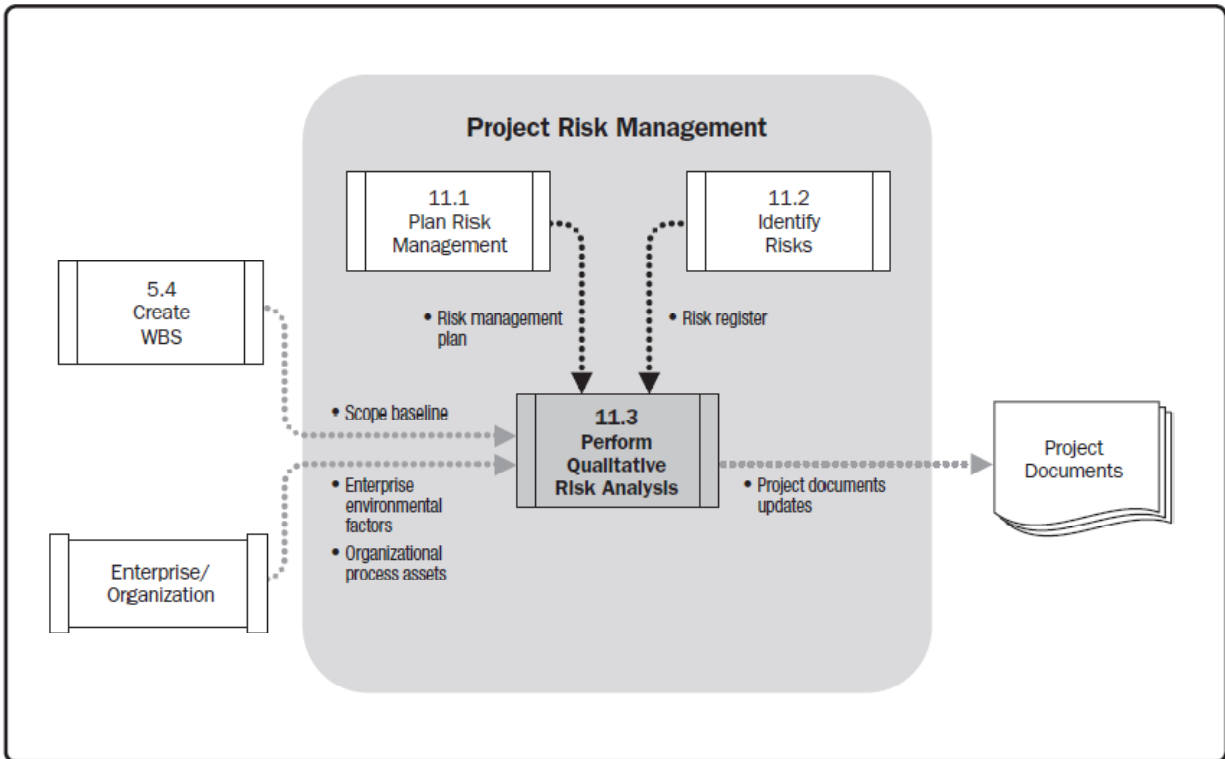 Project Risk Management
11.1
Plan Risk
Management
11.2
Identify
Risks
5.4
Create
WBS
• Risk management
plan
• Risk register
• Scope baseline
11.3
Perform
Qualitative
Risk Analysis
Project
Documents
• Enterprise
environmental
factors
• Organizational
process assets
• Project documents
updates
Enterprise/
Organization